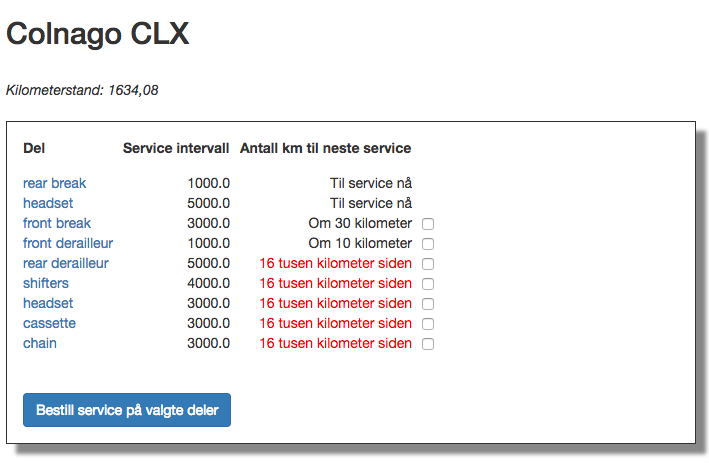 Colnago CLX
Kilometerstand: 1634,08
Del Service intervall Antall km til neste service
rear break 1000.0 Til service nå
headset 5000.0 Til service nå
front break 3000.0 Om 30 kilometer
front derailleur 1000.0 Om 10 kilometer
rear derailleur 5000.0 16 tusen kilometer siden
shifters 4000.0 16 tusen kilometer siden
headset 3000.0 16 tusen kilometer siden
cassette 3000.0 16 tusen kilometer siden
chain 3000.0 16 tusen kilometer siden
Bestill service på valgte deler